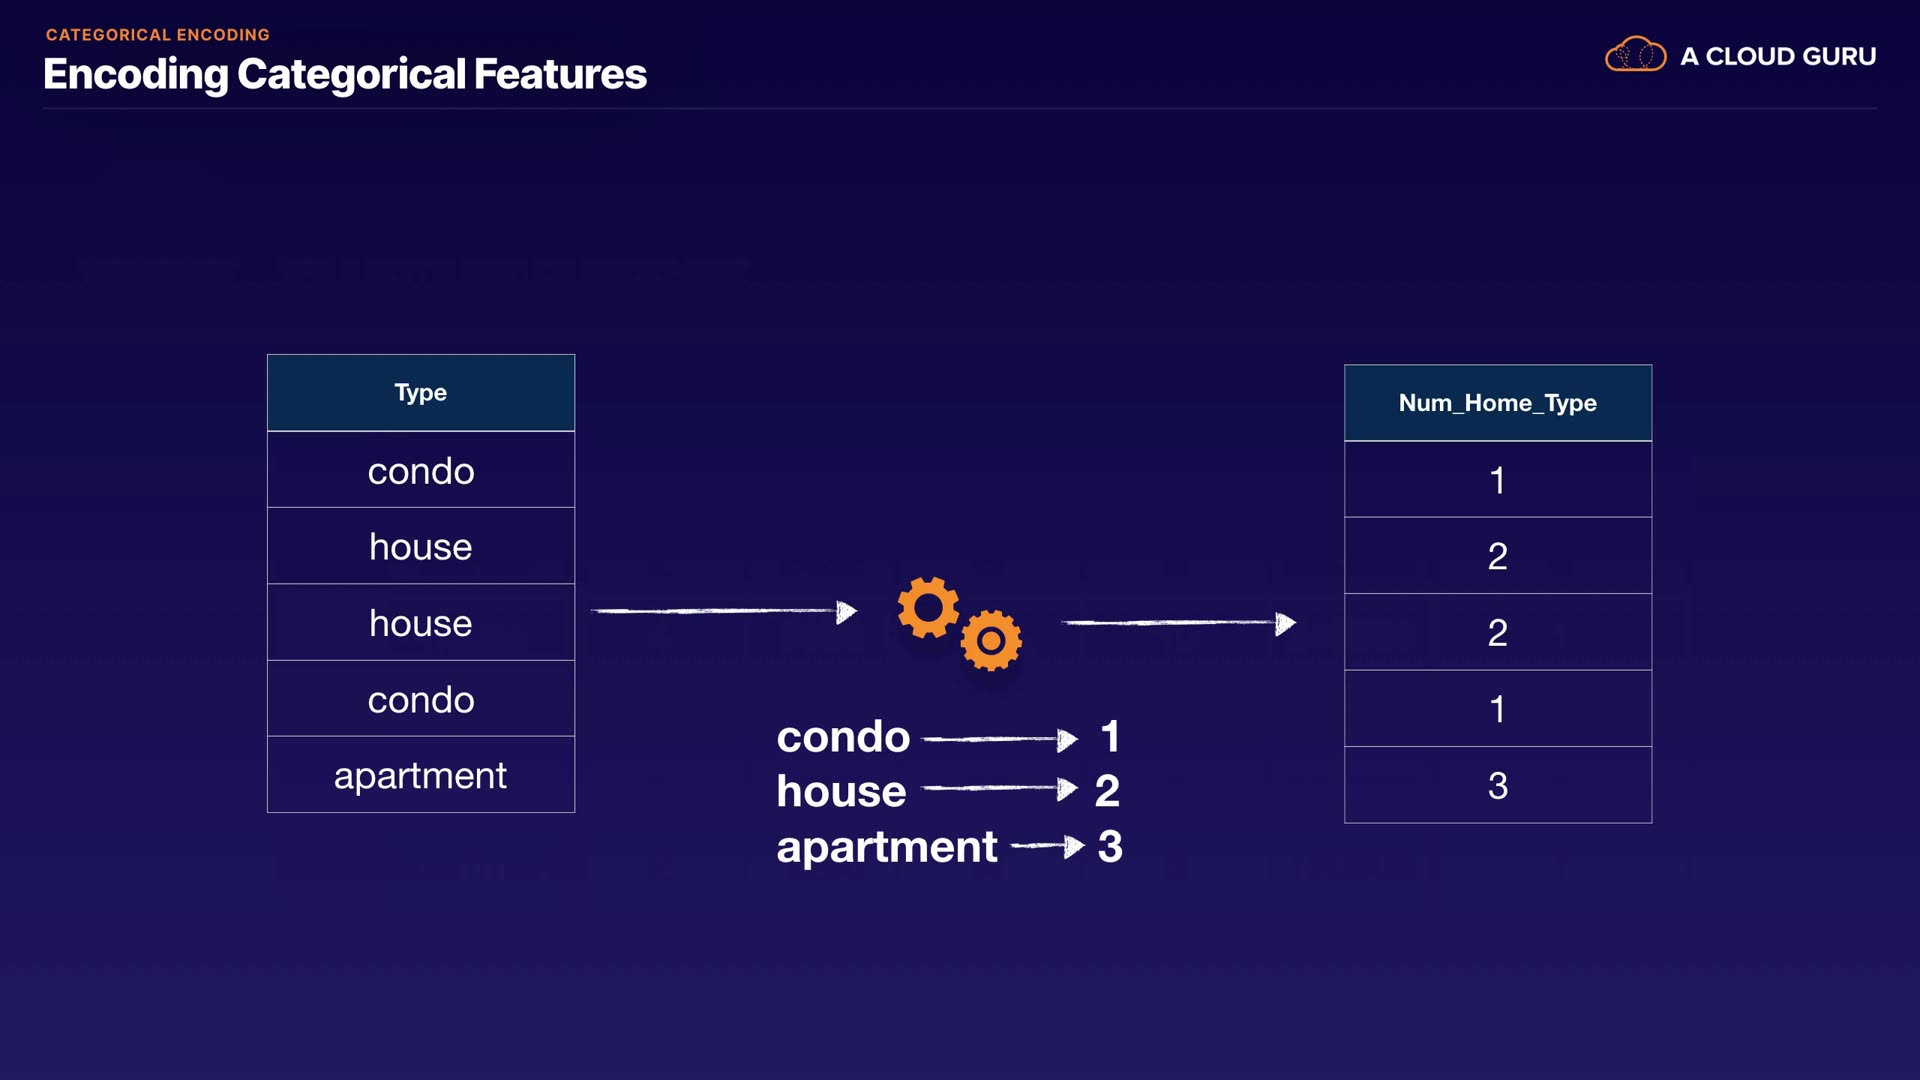 CATEGORICAL ENCODING
Encoding Categorical Features
A CLOUD GURU
Type
condo
house
house
condo
apartment
condo 1
house 2
apartment 3
Num_Home_Type
1
2
2
1
3